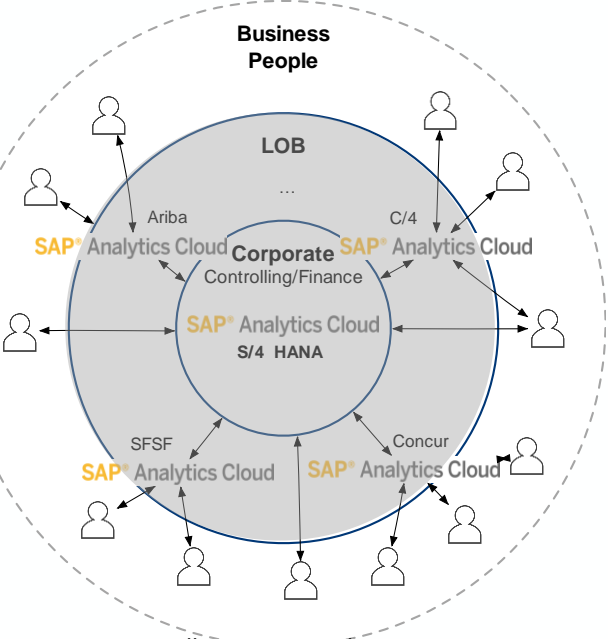 Business
People
LOB
...
Ariba
C/4
SAP® Analytics Cloud
SAP® Analytics Cloud
Corporate
Controlling/Finance
SAP® Analytics Cloud
S/4 HANA
SFSF
Concur
SAP® Analytics Cloud
SAP® Analytics Cloud